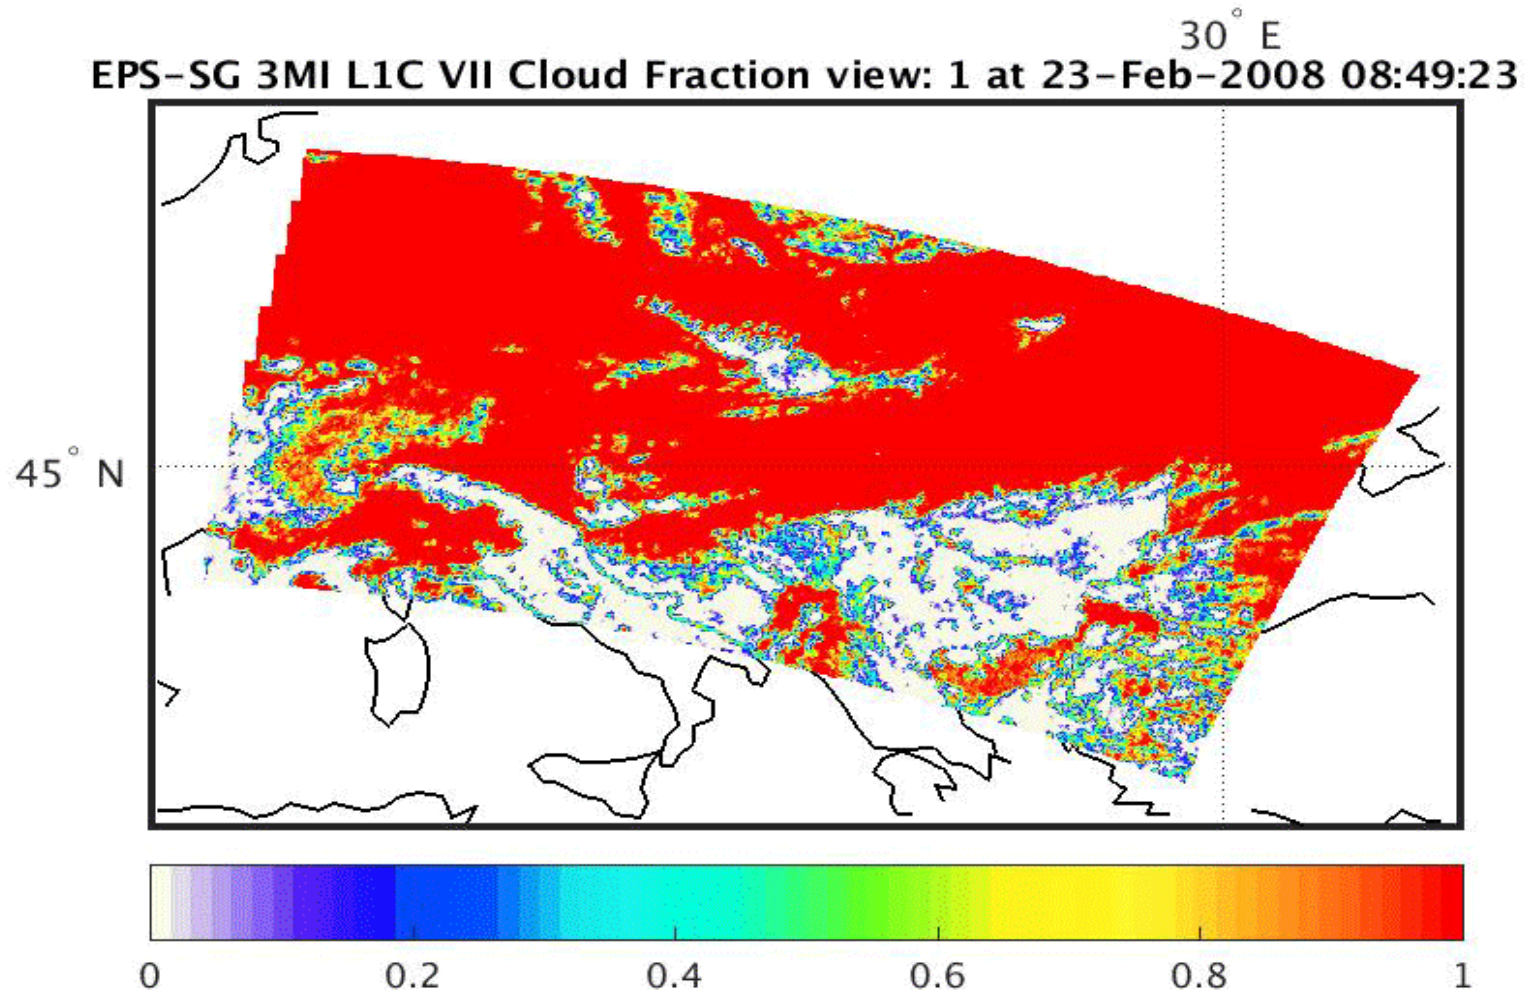 30° E
EPS-SG 3MI L1C VII Cloud Fraction view: 1 at 23-Feb-2008 08:49:23
45° N
0 0.2 0.4 0.6 0.8 1